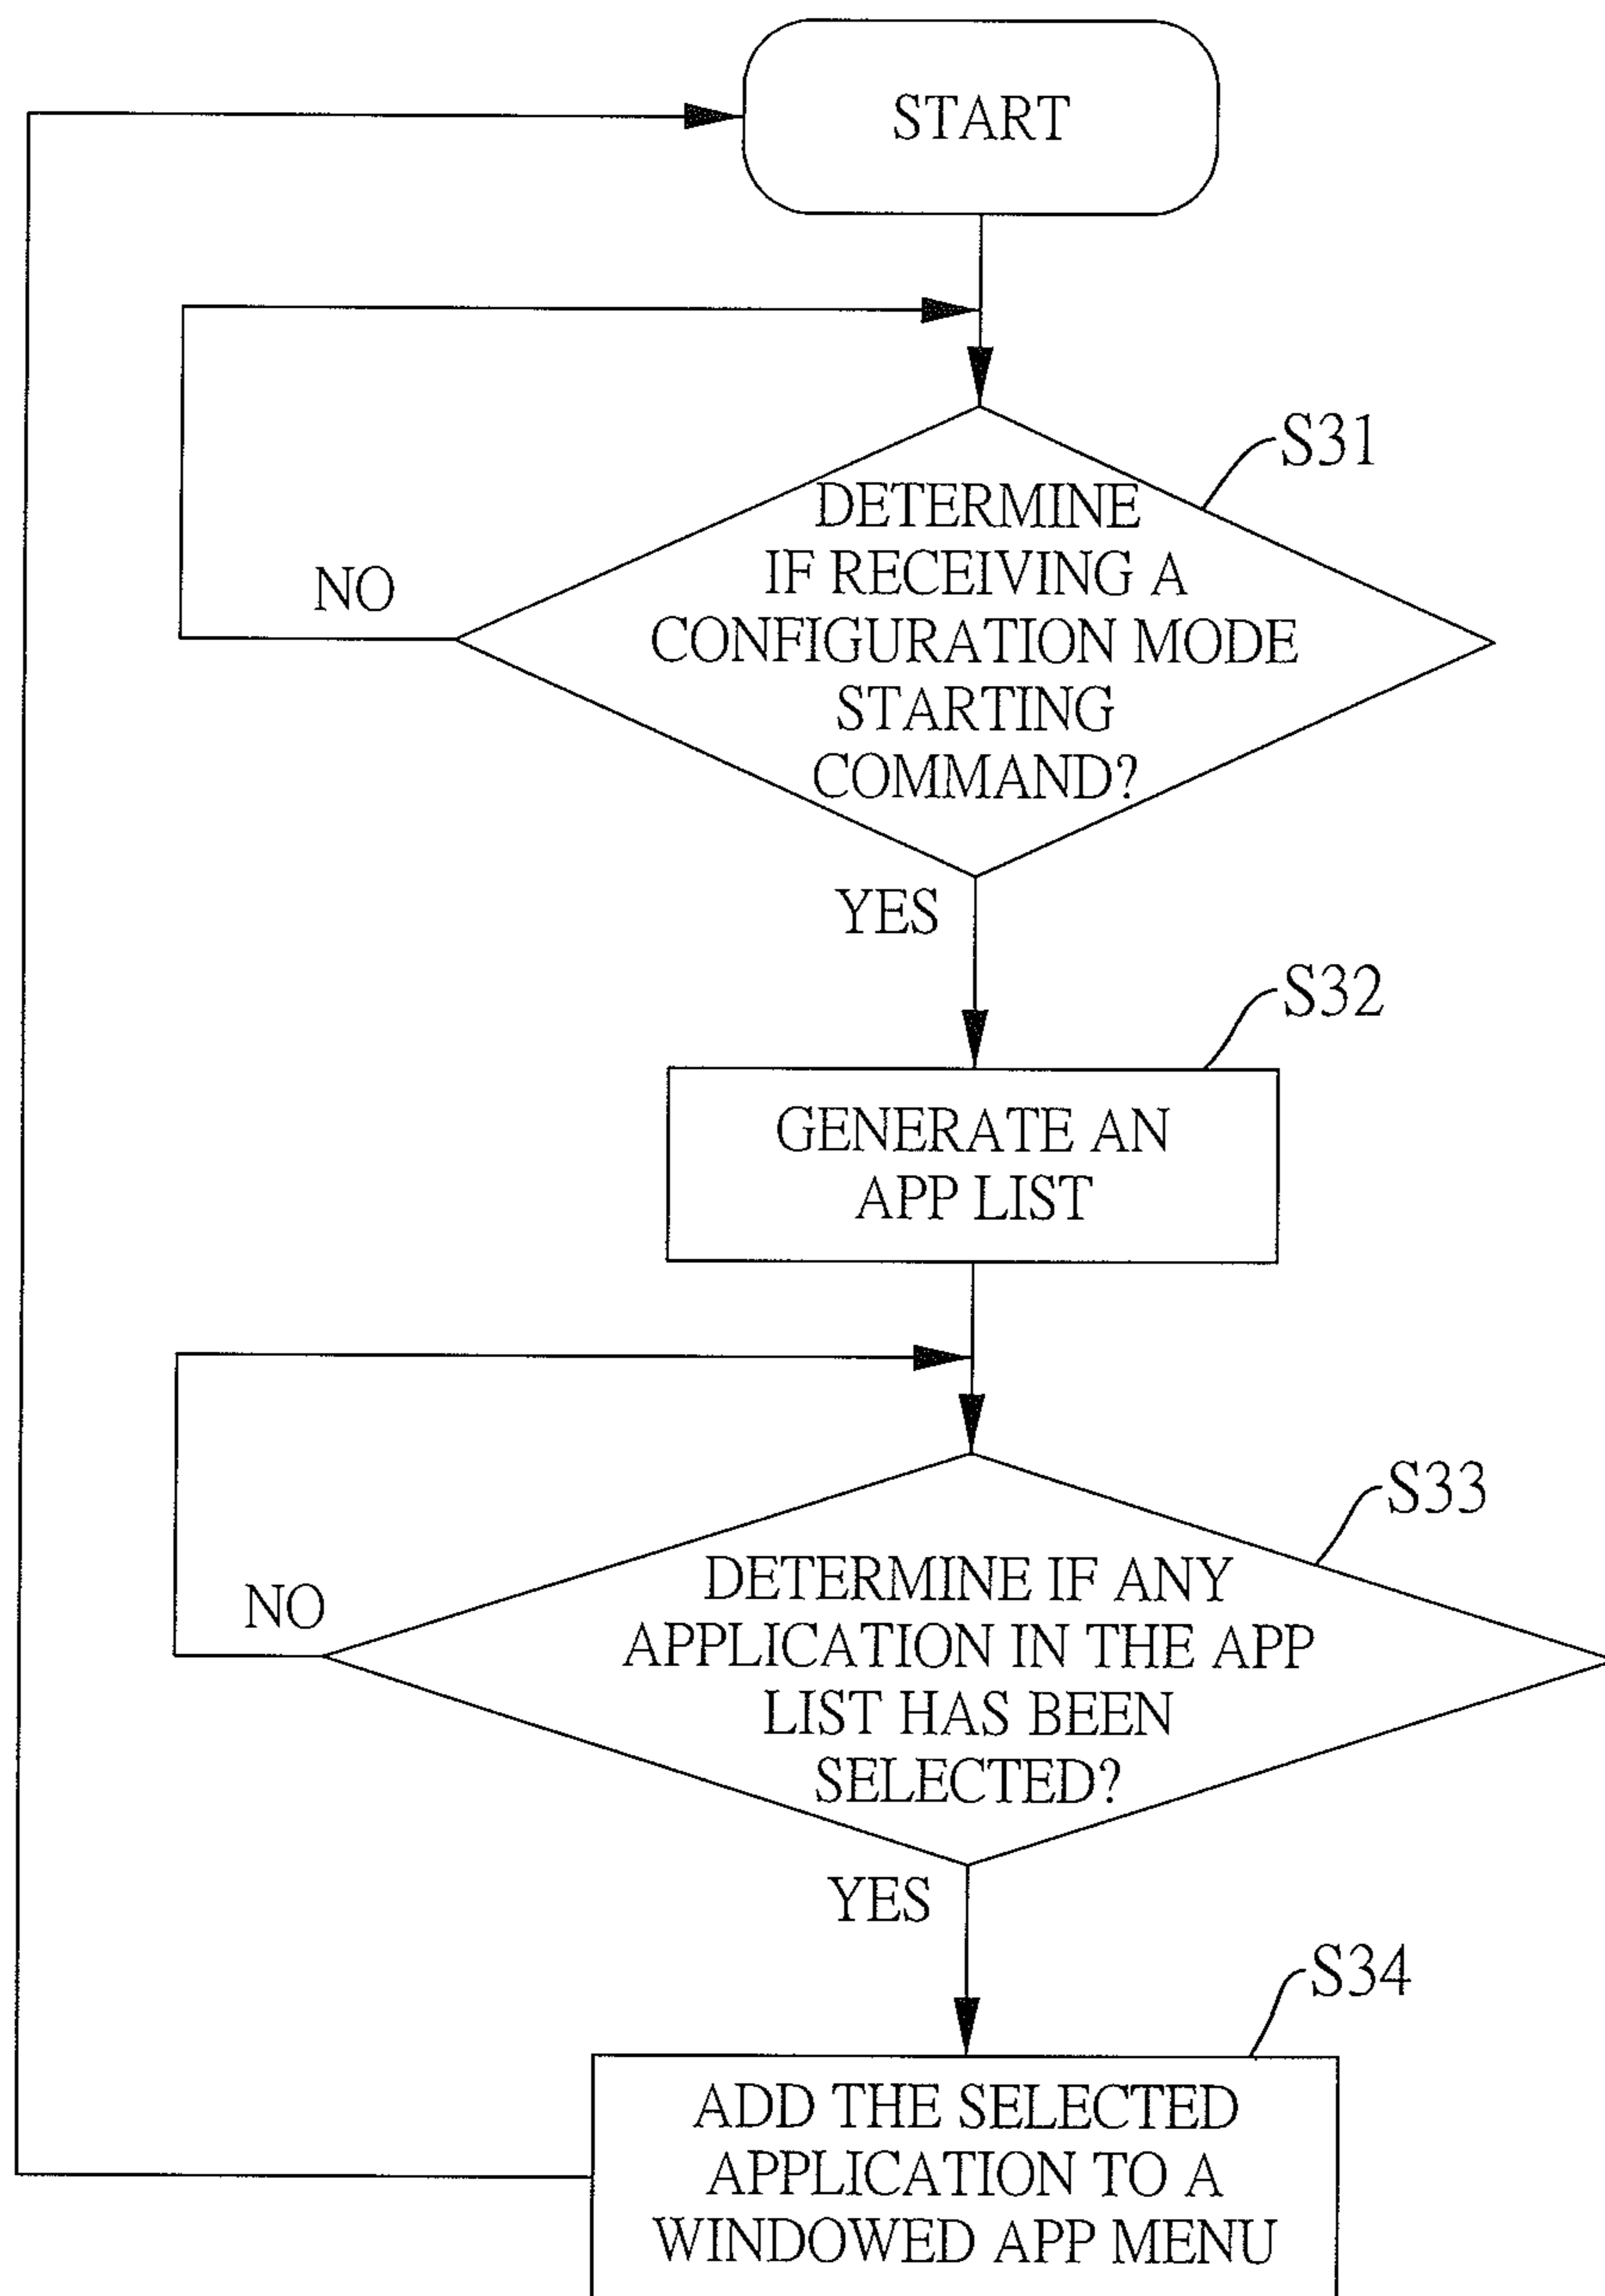 START
S31
DETERMINE
IF RECEIVING A
CONFIGURATION MODE
STARTING
COMMAND?
NO
YES
S32
GENERATE AN
APP LIST
S33
DETERMINE IF ANY
APPLICATION IN THE APP
LIST HAS BEEN
SELECTED?
NO
YES
S34
ADD THE SELECTED
APPLICATION TO A
WINDOWED APP MENU